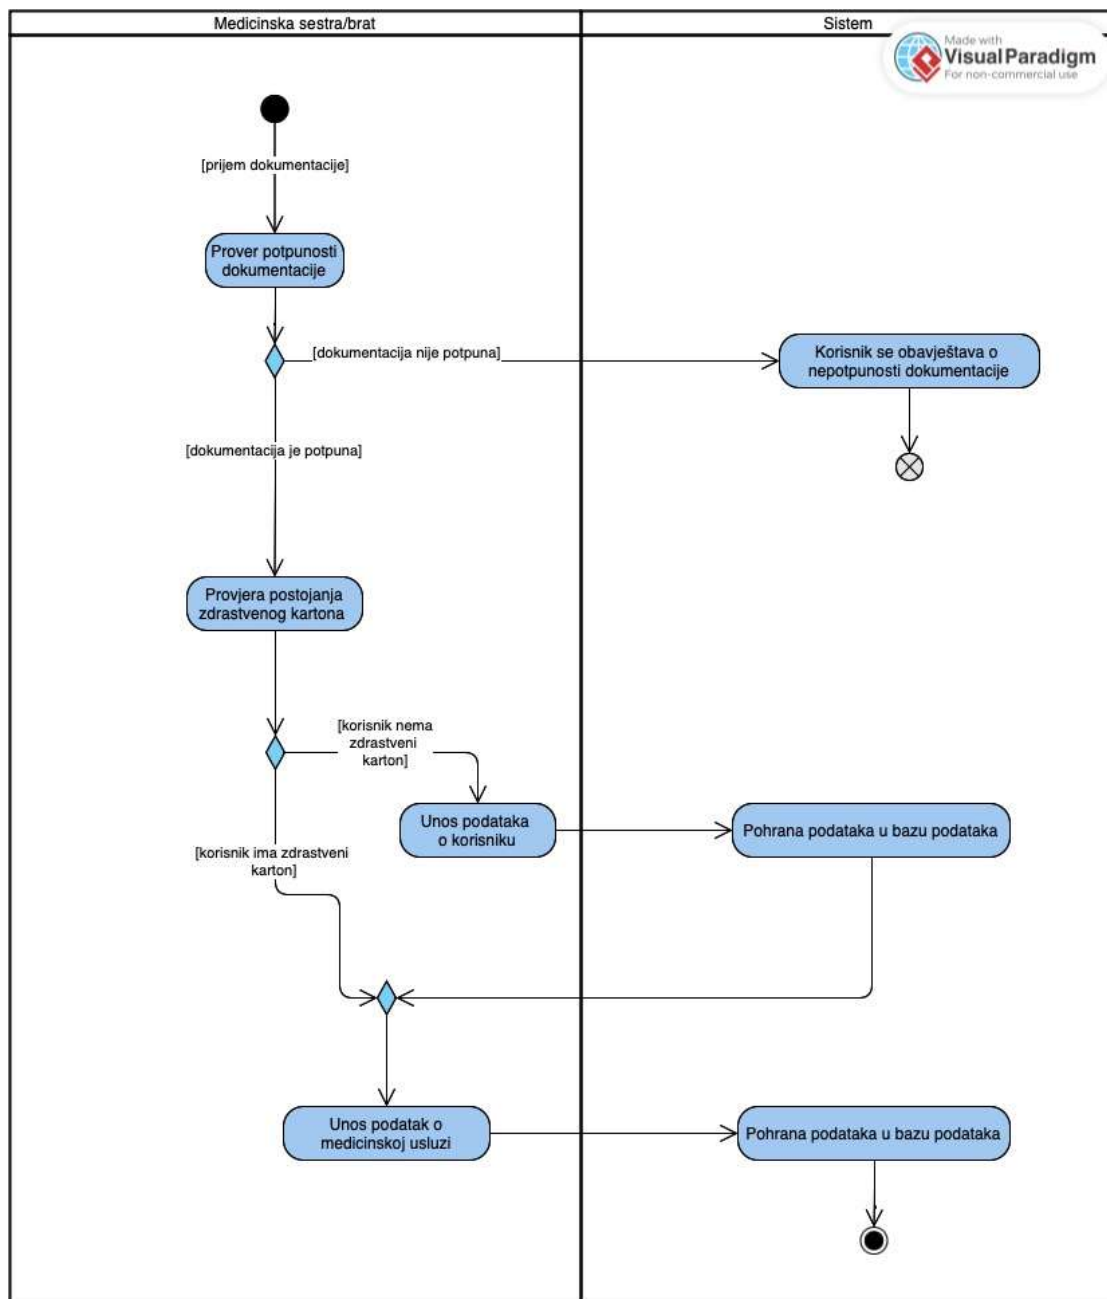 Medicinska sestra/brat
Sistem
Made with
Visual Paradigm
For non-commercial use
[prijem dokumentacije]
Prover potpunosti
dokumentacije
[dokumentacija nije potpuna]
Korisnik se obavještava o
nepotpunosti dokumentacije
[dokumentacija je potpuna]
Provjera postojanja
zdrastvenog kartona
[korisnik nema
zdrastveni
karton]
Unos podataka
o korisniku
Pohrana podataka u bazu podataka
[korisnik ima zdrastveni
karton]
Unos podatak o
medicinskoj usluzi
Pohrana podataka u bazu podataka